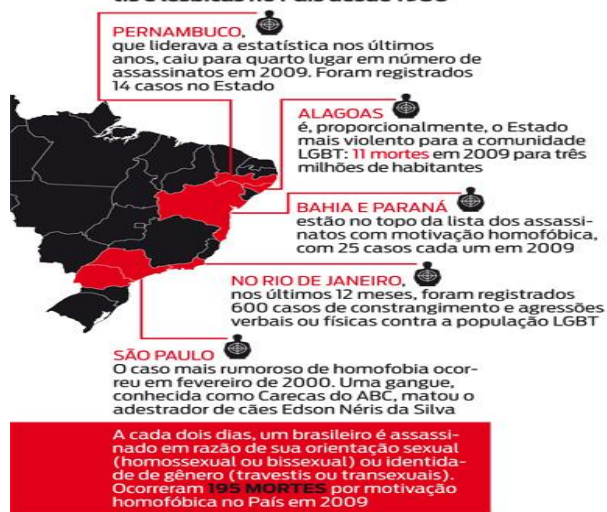 PERNAMBUCO,
que liderava a estatística nos últimos
anos, caiu para quarto lugar em número de
assassinatos em 2009. Foram registrados
14 casos no Estado
ALAGOAS
é, proporcionalmente, o Estado
mais violento para a comunidade
LGBT: 11 mortes em 2009 para três
milhões de habitantes
BAHIA E PARANÁ
estão no topo da lista dos assassi-
natos com motivação homofóbica,
com 25 casos cada um em 2009
NO RIO DE JANEIRO,
nos últimos 12 meses, foram registrados
600 casos de constrangimento e agressões
verbais ou físicas contra a população LGBT
SÃO PAULO
O caso mais rumoroso de homofobia ocor-
reu em fevereiro de 2000. Uma gangue,
conhecida como Carecas do ABC, matou o
adestrador de cães Edson Néris da Silva
A cada dois dias, um brasileiro é assassi-
nado em razão de sua orientação sexual
(homossexual ou bissexual) ou identida-
de de gênero (travestis ou transexuais).
Ocorreram 195 MORTES por motivação
homofóbica no País em 2009